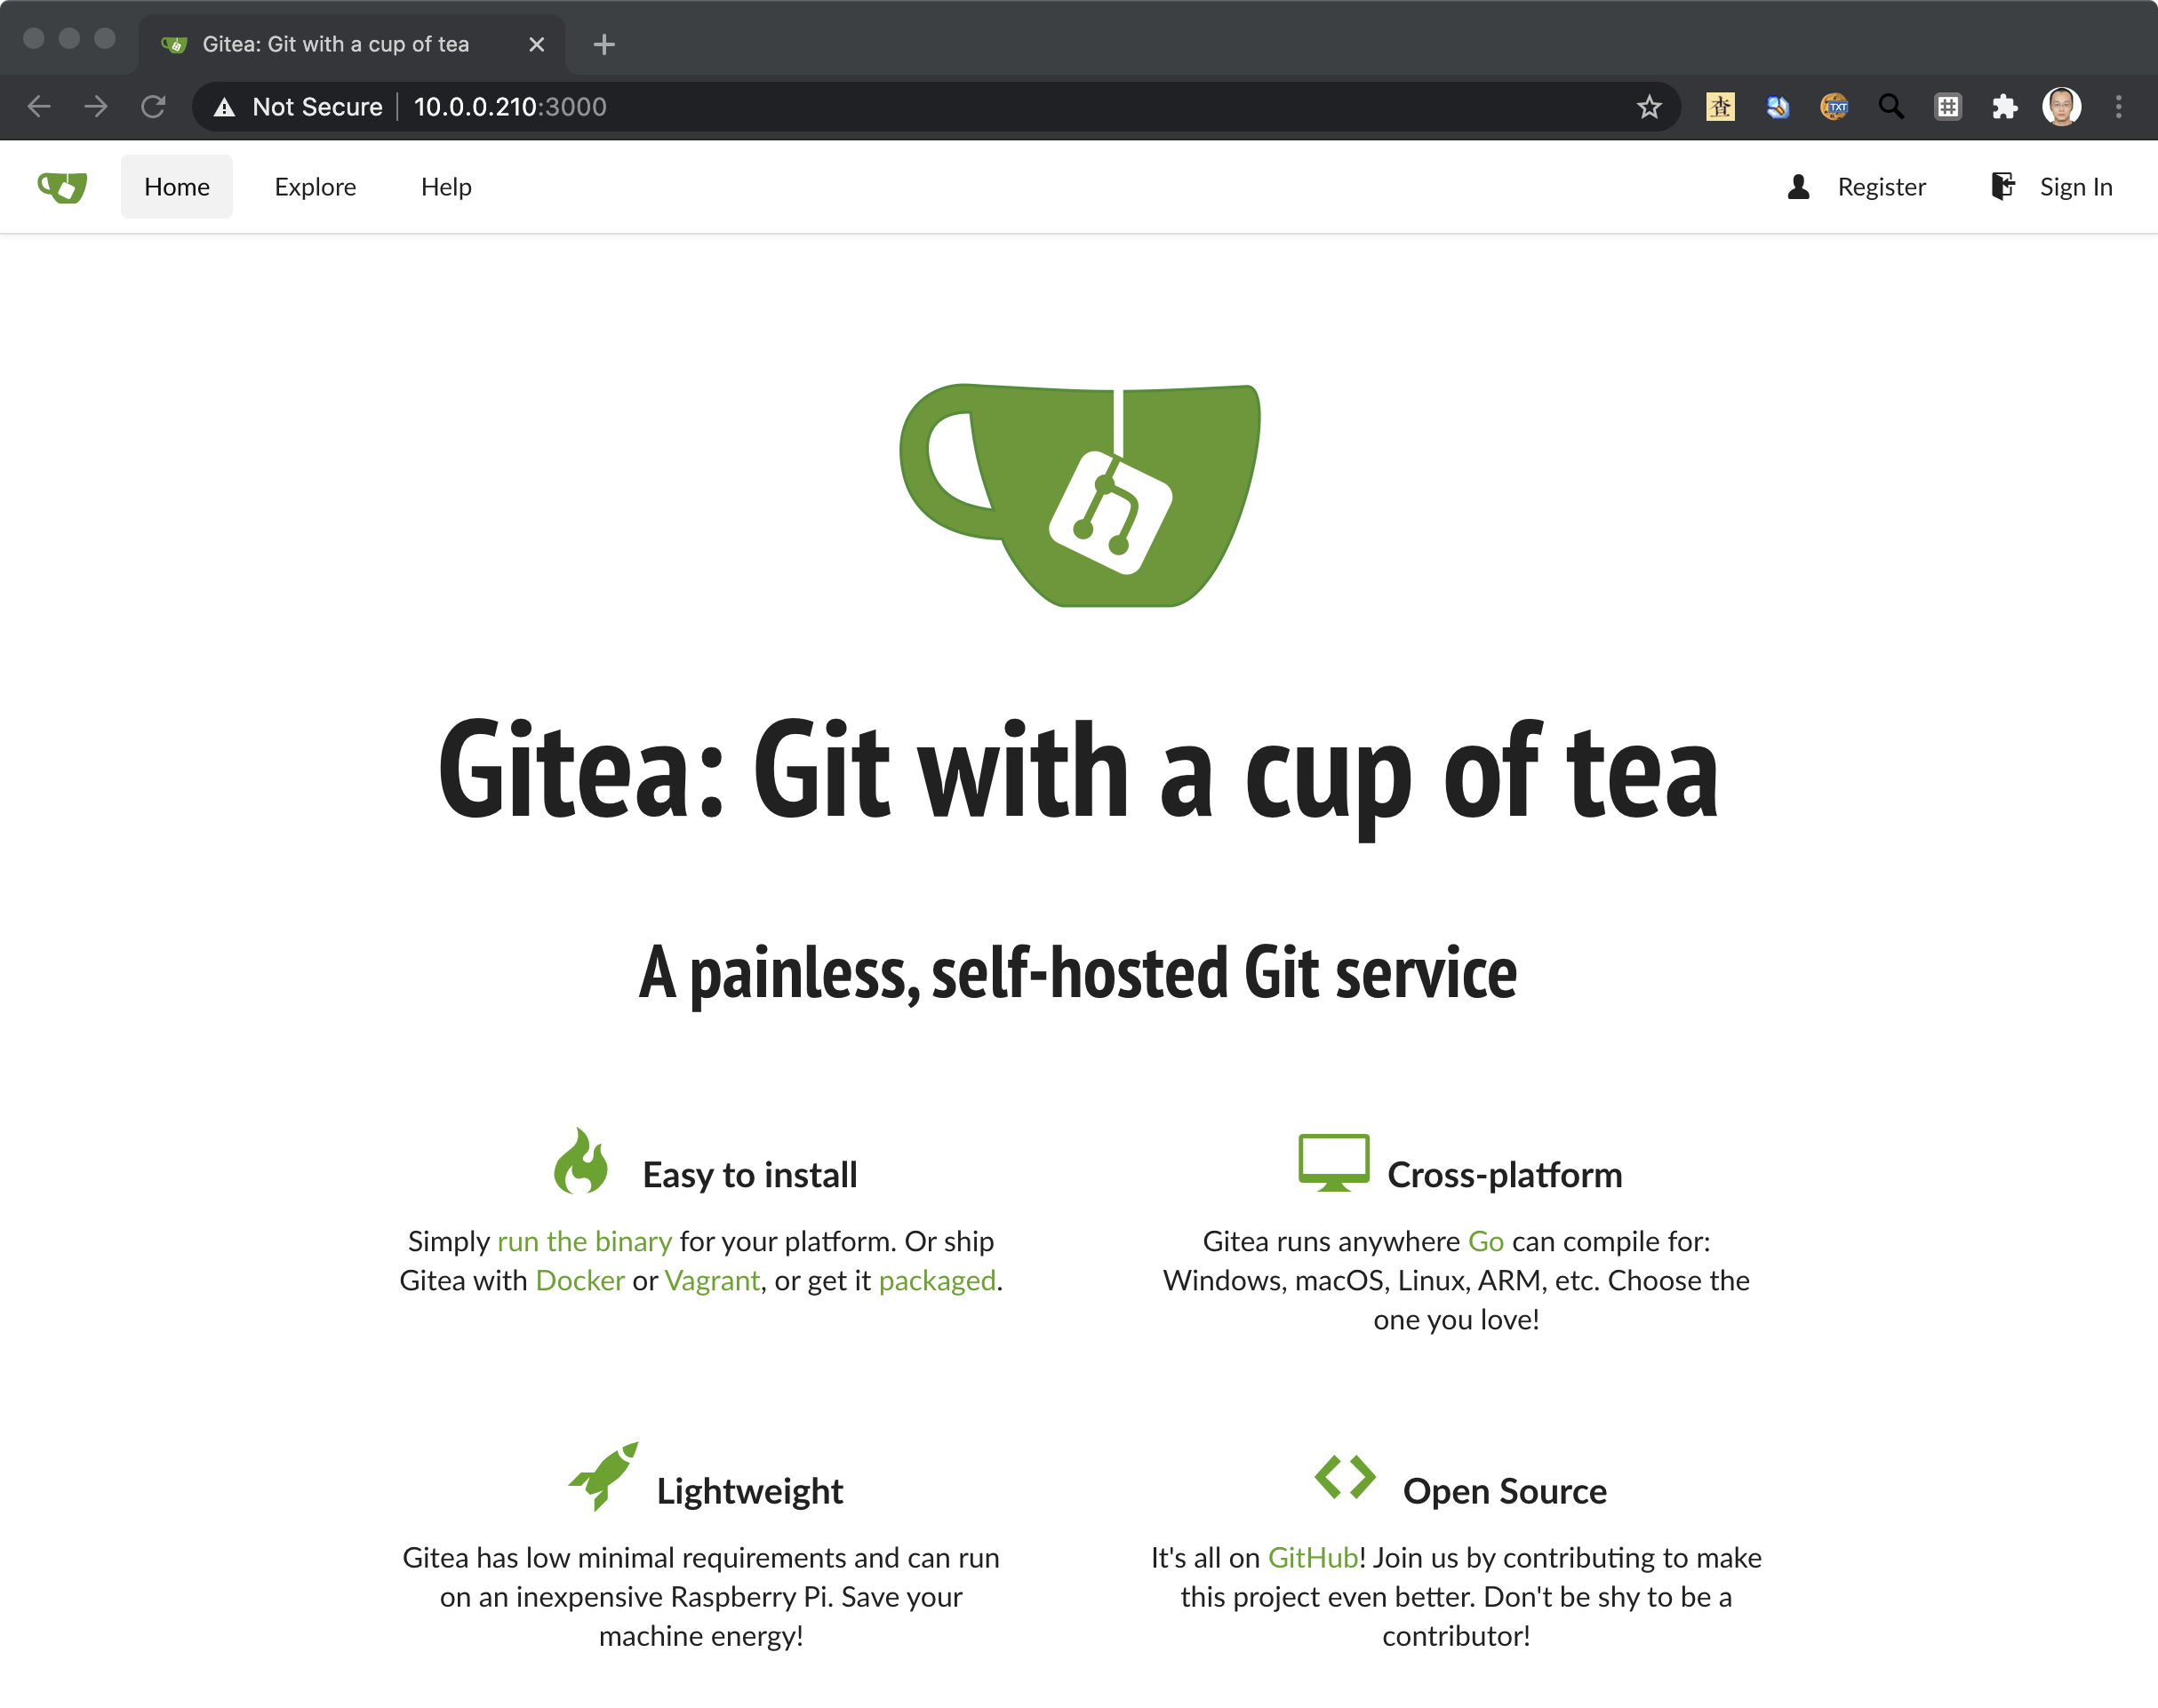 Gitea: Git with a cup of tea
Not Secure 10.0.0.210:3000
查
TXT
Home Explore Help Register Sign In
Gitea: Git with a cup of tea
A painless, self-hosted Git service
Easy to install
Simply run the binary for your platform. Or ship
Gitea with Docker or Vagrant, or get it packaged.
Cross-platform
Gitea runs anywhere Go can compile for:
Windows, macOS, Linux, ARM, etc. Choose the
one you love!
Lightweight
Gitea has low minimal requirements and can run
on an inexpensive Raspberry Pi. Save your
machine energy!
Open Source
It's all on GitHub! Join us by contributing to make
this project even better. Don't be shy to be a
contributor!